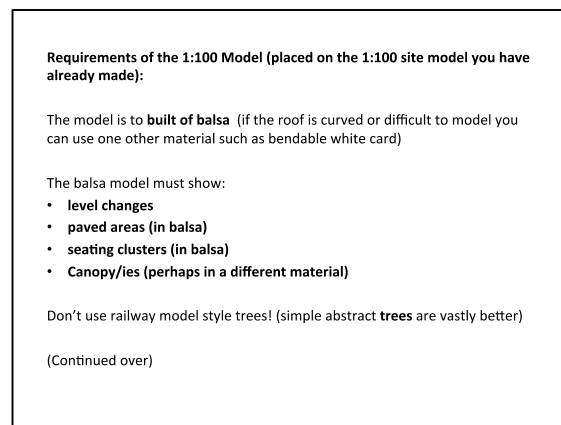 Requirements of the 1:100 Model (placed on the 1:100 site model you have
already made):
The model is to built of balsa (if the roof is curved or difficult to model you
can use one other material such as bendable white card)
The balsa model must show:
• level changes
• paved areas (in balsa)
• seating clusters (in balsa)
• Canopy/ies (perhaps in a different material)
Don't use railway model style trees! (simple abstract trees are vastly better)
(Continued over)